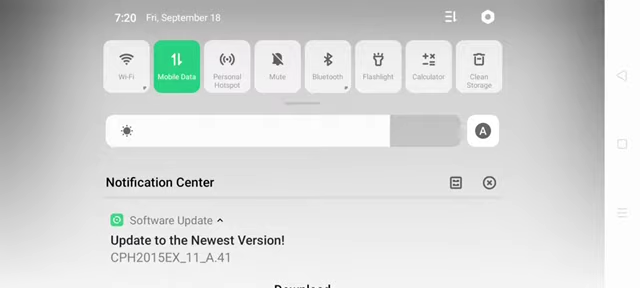 7:20 Fri, September 18
Wi-Fi
Mobile Data
Personal
Hotspot
Mute
Bluetooth
Flashlight
Calculator
Clean
Storage
A
Notification Center
Software Update
Update to the Newest Version!
CPH2015EX_11_A.41
Download